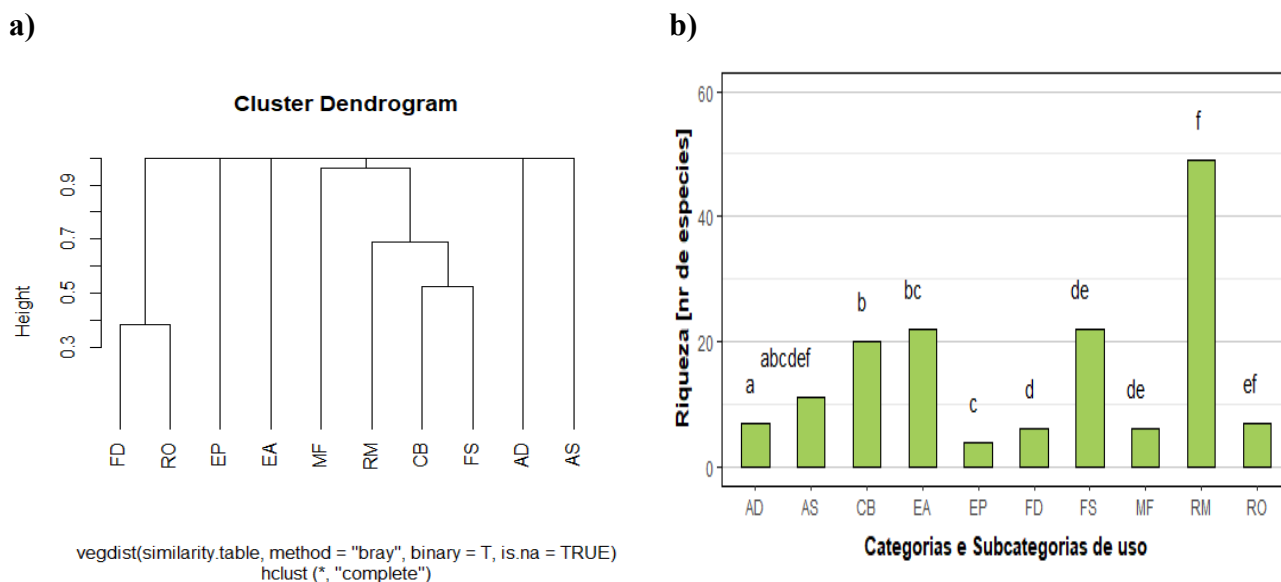 a)
Cluster Dendrogram
Height
0.9
0.7
0.5
0.3
FD RO EP EA MF RM CB FS AD AS
vegdist(similarity.table, method = "bray", binary = T, is.na = TRUE)
hclust (*, "complete")
b)
Riqueza [nr de especies]
60
40
20
0
a
abcdef
b
bc
c
d
de
de
f
ef
AD AS CB EA EP FD FS MF RM RO
Categorias e Subcategorias de uso